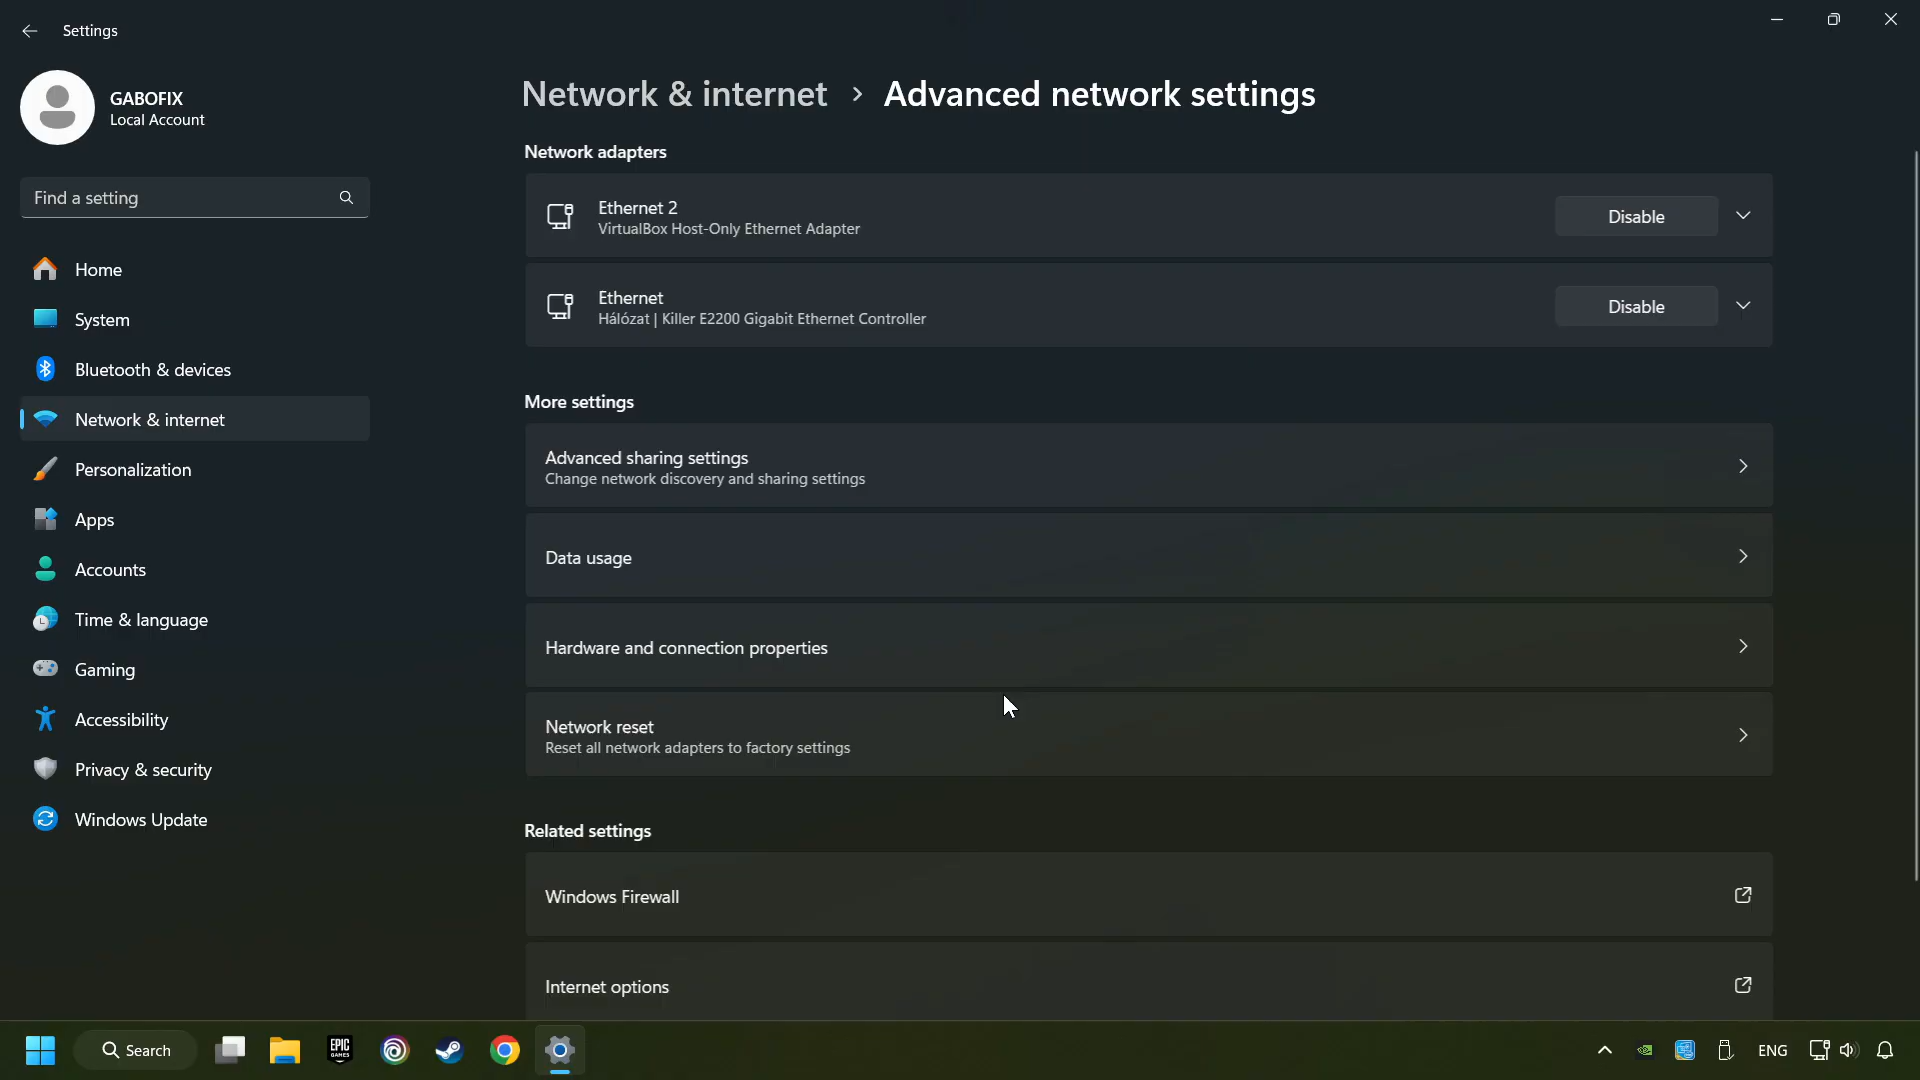 Settings
GABOFIX
Local Account
Find a setting
Home
System
Bluetooth & devices
Network & internet
Personalization
Apps
Accounts
Time & language
Gaming
Accessibility
Privacy & security
Windows Update
Network & internet > Advanced network settings
Network adapters
Ethernet 2
VirtualBox Host-Only Ethernet Adapter
Disable
Ethernet
Hálózat | Killer E2200 Gigabit Ethernet Controller
Disable
More settings
Advanced sharing settings
Change network discovery and sharing settings
Data usage
Hardware and connection properties
Network reset
Reset all network adapters to factory settings
Related settings
Windows Firewall
Internet options
Search
EPIC
GAMES
ENG